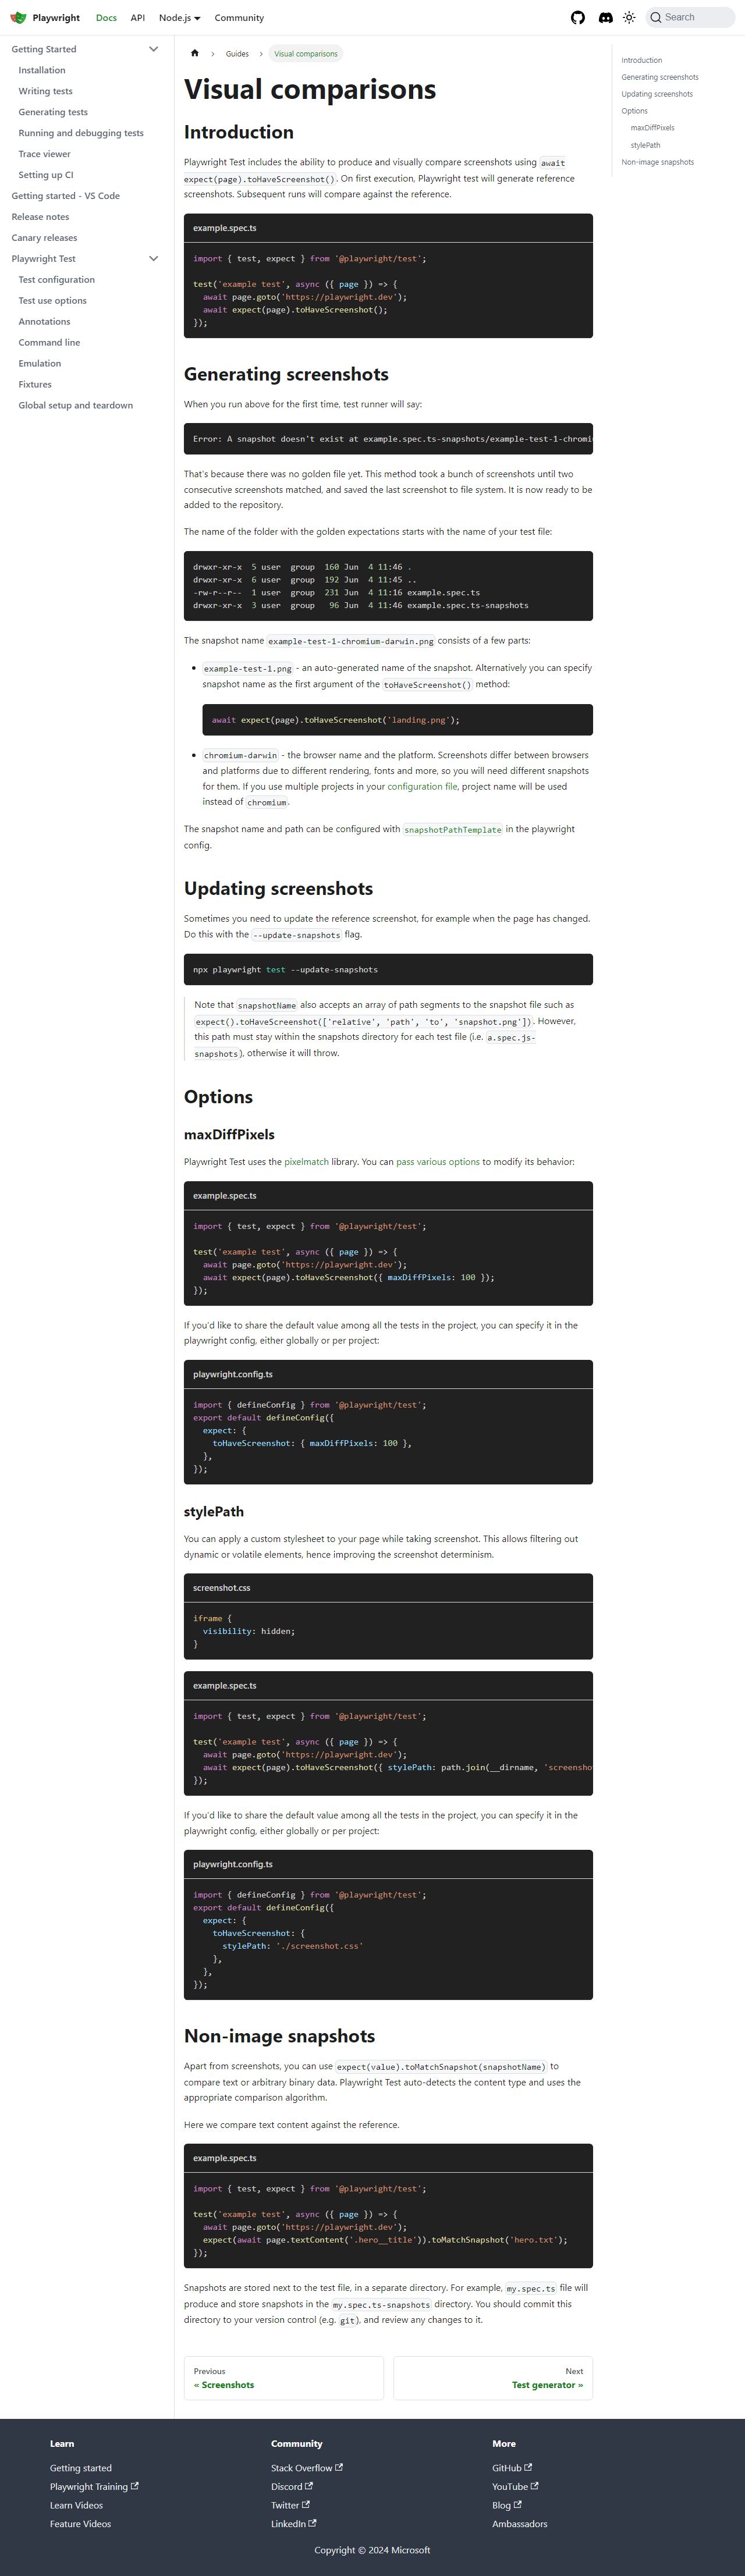 Playwright Docs API Node.js Community Search
Getting Started
Installation
Writing tests
Generating tests
Running and debugging tests
Trace viewer
Setting up CI
Getting started - VS Code
Release notes
Canary releases
Playwright Test
Test configuration
Test use options
Annotations
Command line
Emulation
Fixtures
Global setup and teardown
Guides Visual comparisons
Visual comparisons
Introduction
Playwright Test includes the ability to produce and visually compare screenshots using await
expect(page).toHaveScreenshot(). On first execution, Playwright test will generate reference
screenshots. Subsequent runs will compare against the reference.
example.spec.ts
import { test, expect } from '@playwright/test';
test('example test', async ({ page }) => {
  await page.goto('https://playwright.dev');
  await expect(page).toHaveScreenshot();
});
Generating screenshots
When you run above for the first time, test runner will say:
Error: A snapshot doesn't exist at example.spec.ts-snapshots/example-test-1-chromiu
That's because there was no golden file yet. This method took a bunch of screenshots until two
consecutive screenshots matched, and saved the last screenshot to file system. It is now ready to be
added to the repository.
The name of the folder with the golden expectations starts with the name of your test file:
drwxr-xr-x  5 user  group  160 Jun  4 11:46 .
drwxr-xr-x  6 user  group  192 Jun  4 11:45 ..
-rw-r--r--  1 user  group  231 Jun  4 11:16 example.spec.ts
drwxr-xr-x  3 user  group   96 Jun  4 11:46 example.spec.ts-snapshots
The snapshot name example-test-1-chromium-darwin.png consists of a few parts:
• example-test-1.png - an auto-generated name of the snapshot. Alternatively you can specify
snapshot name as the first argument of the toHaveScreenshot() method:
await expect(page).toHaveScreenshot('landing.png');
• chromium-darwin - the browser name and the platform. Screenshots differ between browsers
and platforms due to different rendering, fonts and more, so you will need different snapshots
for them. If you use multiple projects in your configuration file, project name will be used
instead of chromium.
The snapshot name and path can be configured with snapshotPathTemplate in the playwright
config.
Updating screenshots
Sometimes you need to update the reference screenshot, for example when the page has changed.
Do this with the --update-snapshots flag.
npx playwright test --update-snapshots
Note that snapshotName also accepts an array of path segments to the snapshot file such as
expect().toHaveScreenshot(['relative', 'path', 'to', 'snapshot.png']). However,
this path must stay within the snapshots directory for each test file (i.e. a.spec.js-
snapshots), otherwise it will throw.
Options
maxDiffPixels
Playwright Test uses the pixelmatch library. You can pass various options to modify its behavior:
example.spec.ts
import { test, expect } from '@playwright/test';
test('example test', async ({ page }) => {
  await page.goto('https://playwright.dev');
  await expect(page).toHaveScreenshot({ maxDiffPixels: 100 });
});
If you'd like to share the default value among all the tests in the project, you can specify it in the
playwright config, either globally or per project:
playwright.config.ts
import { defineConfig } from '@playwright/test';
export default defineConfig({
  expect: {
    toHaveScreenshot: { maxDiffPixels: 100 },
  },
});
stylePath
You can apply a custom stylesheet to your page while taking screenshot. This allows filtering out
dynamic or volatile elements, hence improving the screenshot determinism.
screenshot.css
iframe {
  visibility: hidden;
}
example.spec.ts
import { test, expect } from '@playwright/test';
test('example test', async ({ page }) => {
  await page.goto('https://playwright.dev');
  await expect(page).toHaveScreenshot({ stylePath: path.join(__dirname, 'screensho
});
If you'd like to share the default value among all the tests in the project, you can specify it in the
playwright config, either globally or per project:
playwright.config.ts
import { defineConfig } from '@playwright/test';
export default defineConfig({
  expect: {
    toHaveScreenshot: {
      stylePath: './screenshot.css'
    },
  },
});
Non-image snapshots
Apart from screenshots, you can use expect(value).toMatchSnapshot(snapshotName) to
compare text or arbitrary binary data. Playwright Test auto-detects the content type and uses the
appropriate comparison algorithm.
Here we compare text content against the reference.
example.spec.ts
import { test, expect } from '@playwright/test';
test('example test', async ({ page }) => {
  await page.goto('https://playwright.dev');
  expect(await page.textContent('.hero__title')).toMatchSnapshot('hero.txt');
});
Snapshots are stored next to the test file, in a separate directory. For example, my.spec.ts file will
produce and store snapshots in the my.spec.ts-snapshots directory. You should commit this
directory to your version control (e.g. git), and review any changes to it.
Previous
« Screenshots
Next
Test generator »
Introduction
Generating screenshots
Updating screenshots
Options
maxDiffPixels
stylePath
Non-image snapshots
Learn
Getting started
Playwright Training
Learn Videos
Feature Videos
Community
Stack Overflow
Discord
Twitter
LinkedIn
More
GitHub
YouTube
Blog
Ambassadors
Copyright © 2024 Microsoft